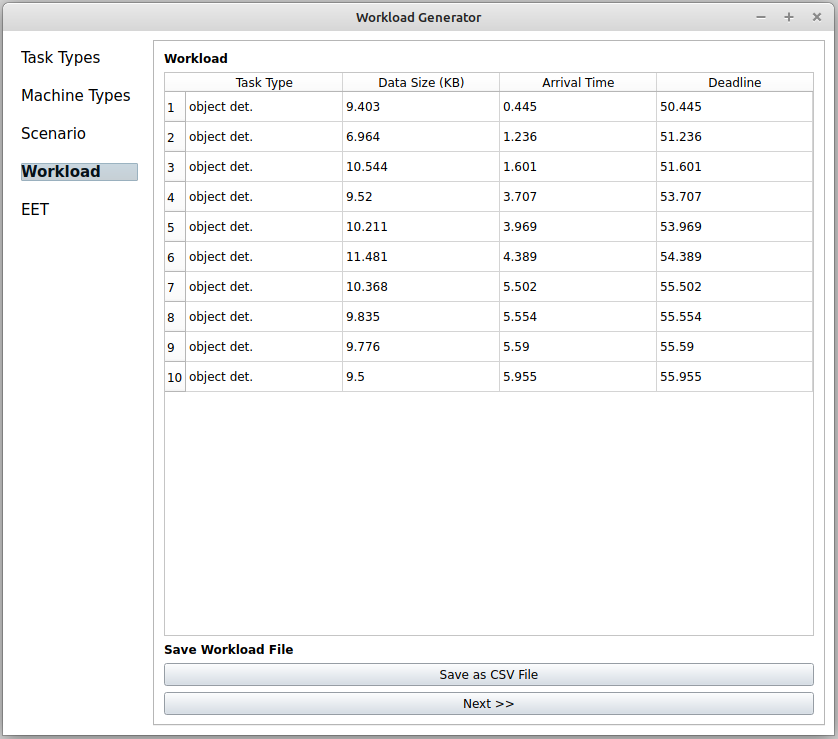 Workload Generator
Task Types
Machine Types
Scenario
Workload
EET
Workload
Task Type Data Size (KB) Arrival Time Deadline
1 object det. 9.403 0.445 50.445
2 object det. 6.964 1.236 51.236
3 object det. 10.544 1.601 51.601
4 object det. 9.52 3.707 53.707
5 object det. 10.211 3.969 53.969
6 object det. 11.481 4.389 54.389
7 object det. 10.368 5.502 55.502
8 object det. 9.835 5.554 55.554
9 object det. 9.776 5.59 55.59
10 object det. 9.5 5.955 55.955
Save Workload File
Save as CSV File
Next >>